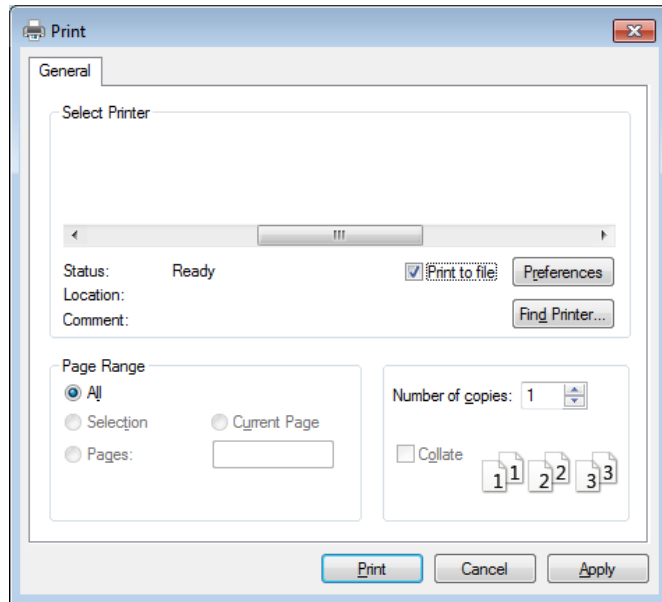 Print
General
Select Printer
Status: Ready
Print to file
Preferences
Location:
Comment:
Find Printer...
Page Range
All
Selection
Current Page
Pages:
Number of copies: 1
Collate
1 1 2 2 3 3
Print Cancel Apply